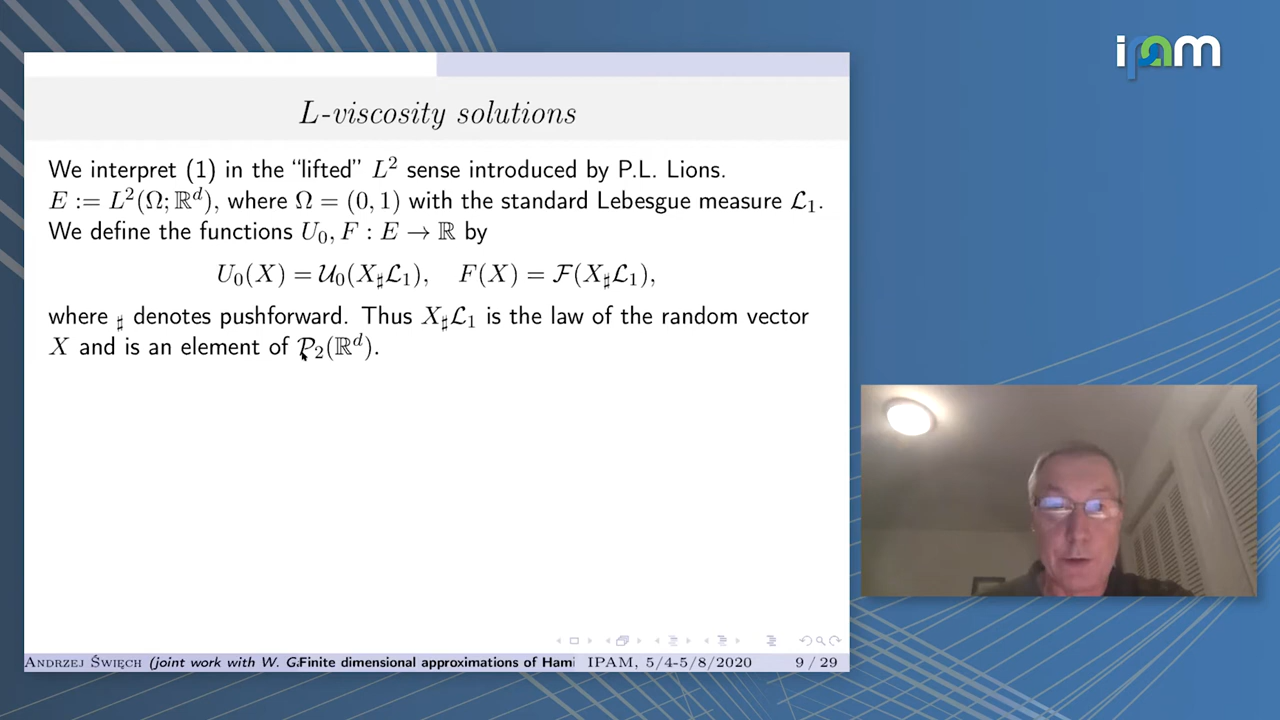 ipam
L-viscosity solutions
We interpret (1) in the “lifted” L² sense introduced by P.L. Lions.
E := L²(Ω; ℝᵈ), where Ω = (0, 1) with the standard Lebesgue measure ℒ₁.
We define the functions U₀, F : E → ℝ by
U₀(X) = 𝒰₀(X♯ℒ₁),   F(X) = ℱ(X♯ℒ₁),
where ♯ denotes pushforward. Thus X♯ℒ₁ is the law of the random vector
X and is an element of 𝒫₂(ℝᵈ).
Andrzej Święch (joint work with W. G. Finite dimensional approximations of Hami IPAM, 5/4-5/8/2020 9 / 29